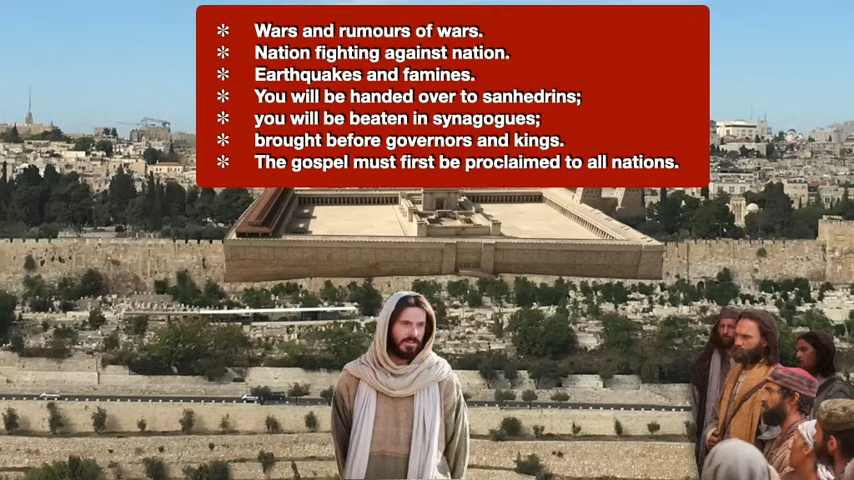 ✻ Wars and rumours of wars.
✻ Nation fighting against nation.
✻ Earthquakes and famines.
✻ You will be handed over to sanhedrins;
✻ you will be beaten in synagogues;
✻ brought before governors and kings.
✻ The gospel must first be proclaimed to all nations.